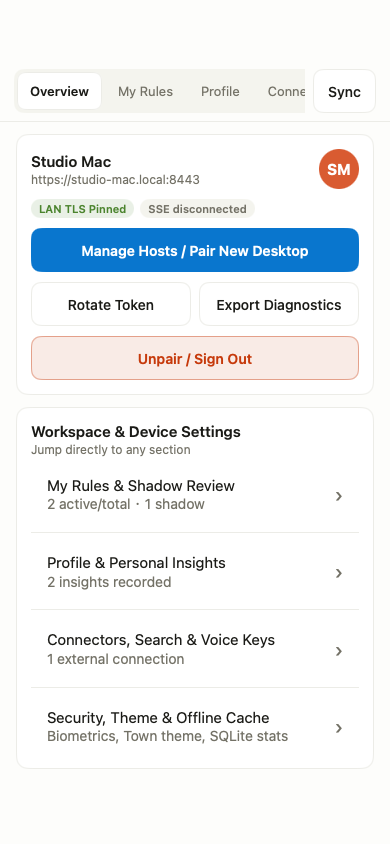 Overview My Rules Profile Conne Sync
Studio Mac
https://studio-mac.local:8443
SM
LAN TLS Pinned SSE disconnected
Manage Hosts / Pair New Desktop
Rotate Token Export Diagnostics
Unpair / Sign Out
Workspace & Device Settings
Jump directly to any section
My Rules & Shadow Review
2 active/total · 1 shadow
Profile & Personal Insights
2 insights recorded
Connectors, Search & Voice Keys
1 external connection
Security, Theme & Offline Cache
Biometrics, Town theme, SQLite stats